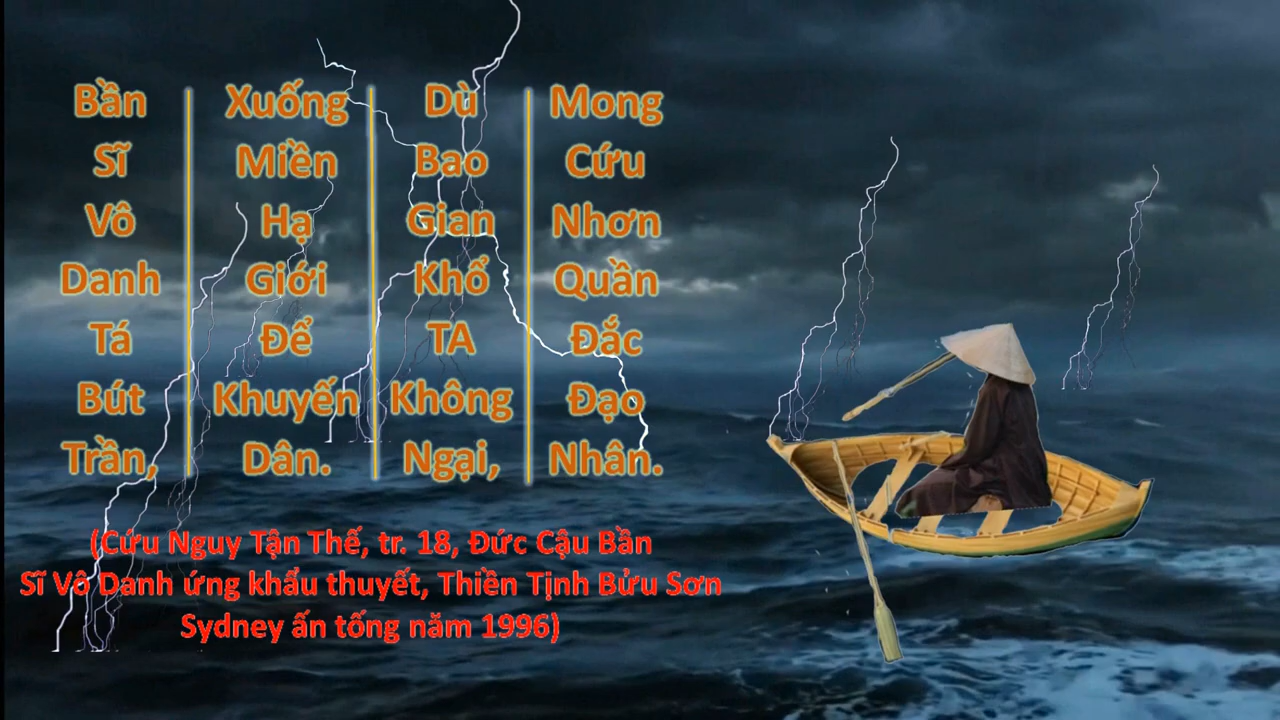 Bần Sĩ Vô Danh Tá Bút Trần,
Xuống Miền Hạ Giới Để Khuyến Dân.
Dù Bao Gian Khổ TA Không Ngại,
Mong Cứu Nhơn Quần Đắc Đạo Nhân.
(Cứu Nguy Tận Thế, tr. 18, Đức Cậu Bần
Sĩ Vô Danh ứng khẩu thuyết, Thiền Tịnh Bửu Sơn
Sydney ấn tống năm 1996)